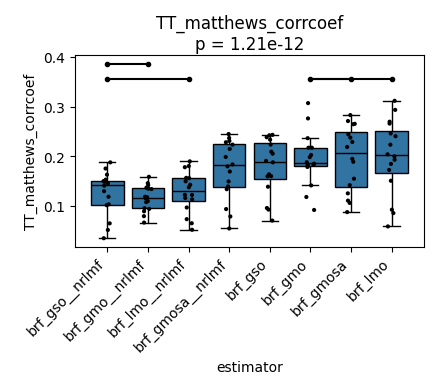 TT_matthews_corrcoef
p = 1.21e-12
TT_matthews_corrcoef
0.4
0.3
0.2
0.1
brf_gso__nrlmf
brf_gmo__nrlmf
brf_lmo__nrlmf
brf_gmosa__nrlmf
brf_gso
brf_gmo
brf_gmosa
brf_lmo
estimator